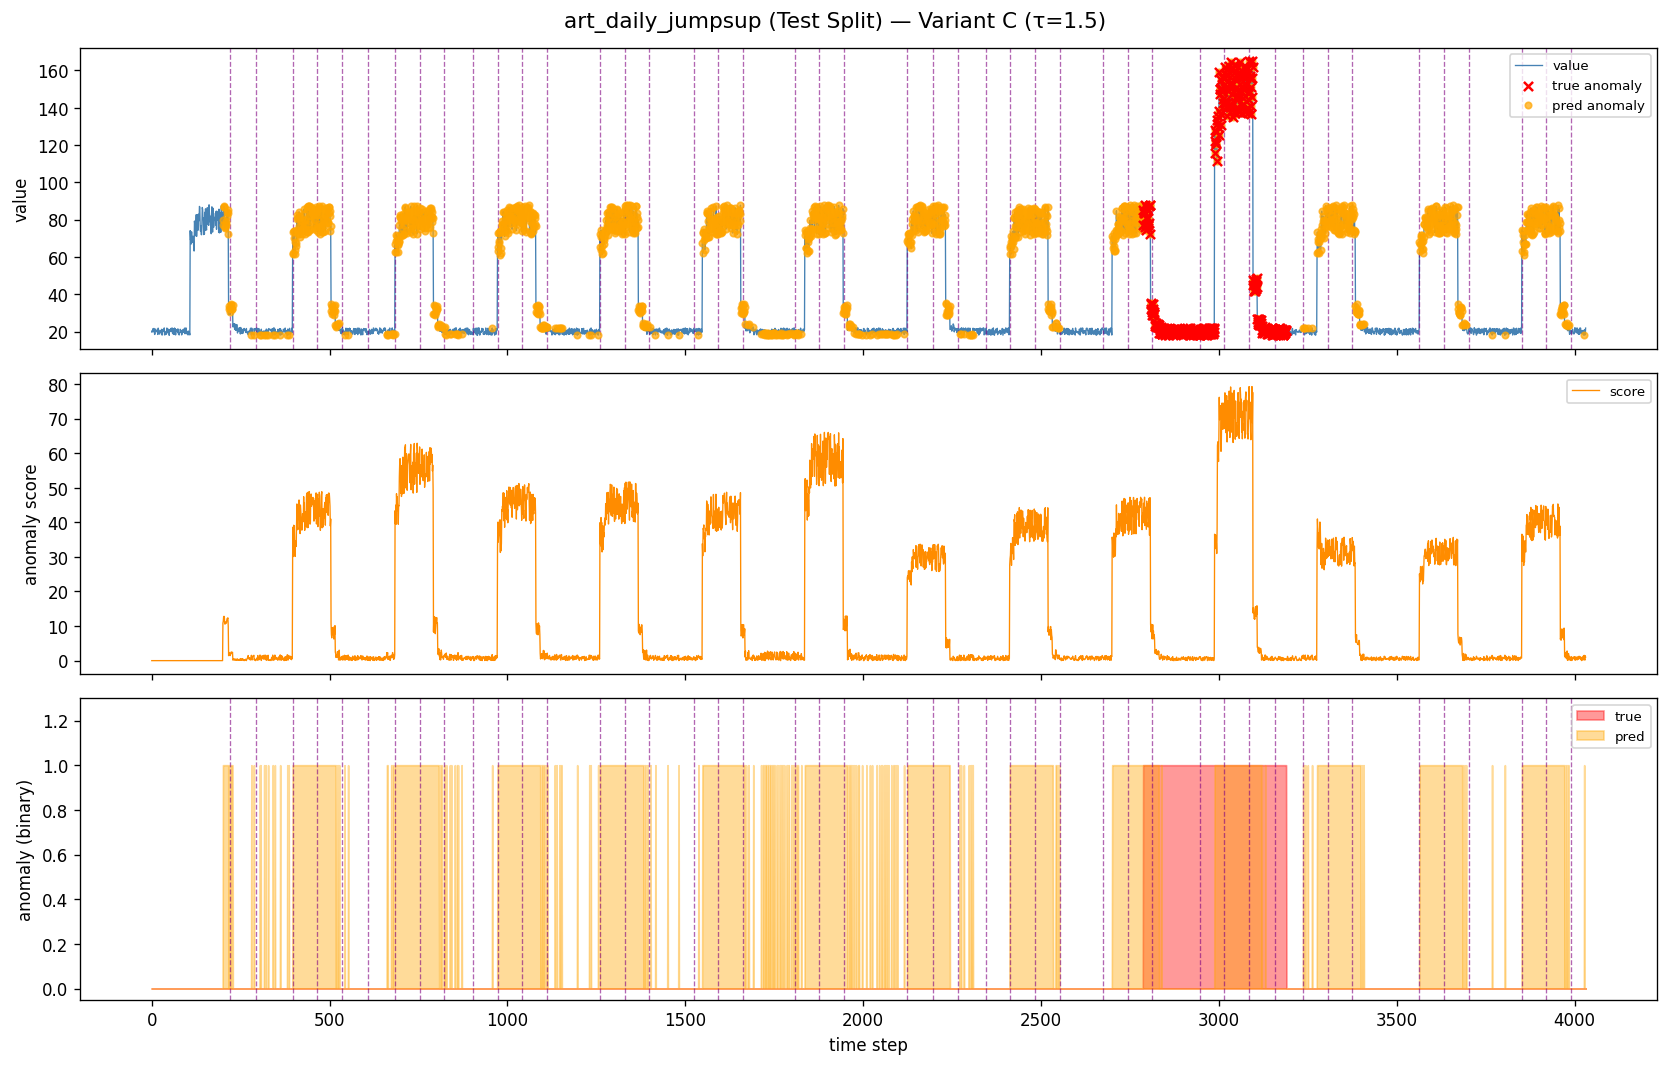 art_daily_jumpsup (Test Split) — Variant C (τ=1.5)
value
160
140
120
100
80
60
40
20
value
true anomaly
pred anomaly
anomaly score
80
70
60
50
40
30
20
10
0
score
anomaly (binary)
1.2
1.0
0.8
0.6
0.4
0.2
0.0
true
pred
0 500 1000 1500 2000 2500 3000 3500 4000
time step